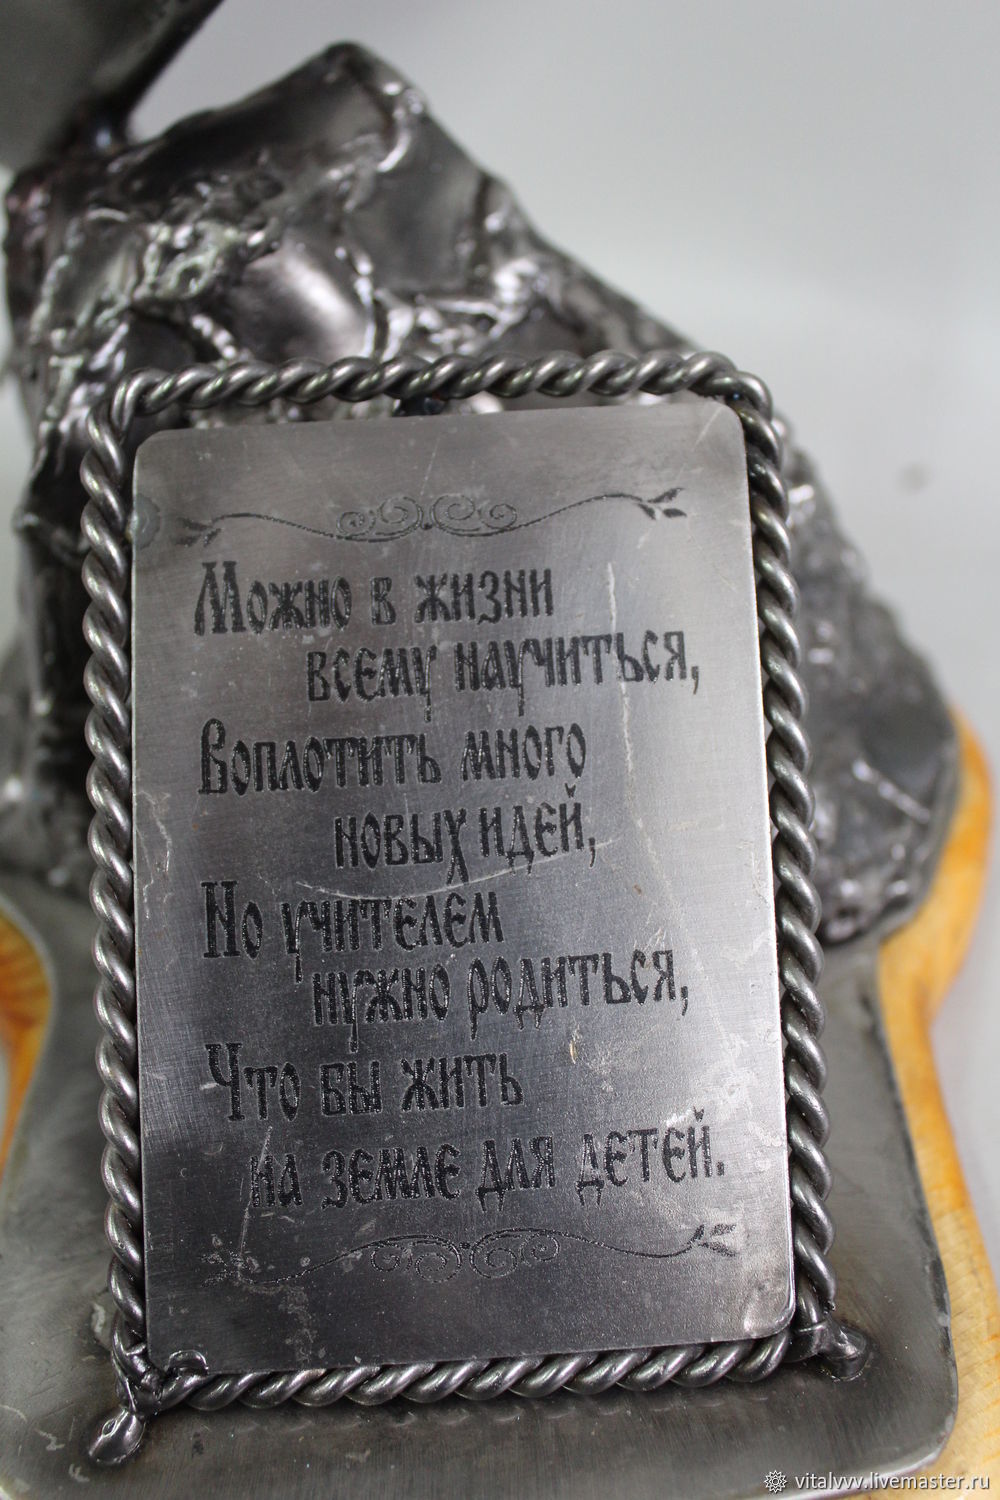 Можно в жизни
всему научиться,
Воплотить много
новых идей,
Но учителем
нужно родиться,
Что бы жить
на земле для детей.
vitalvvv.livemaster.ru